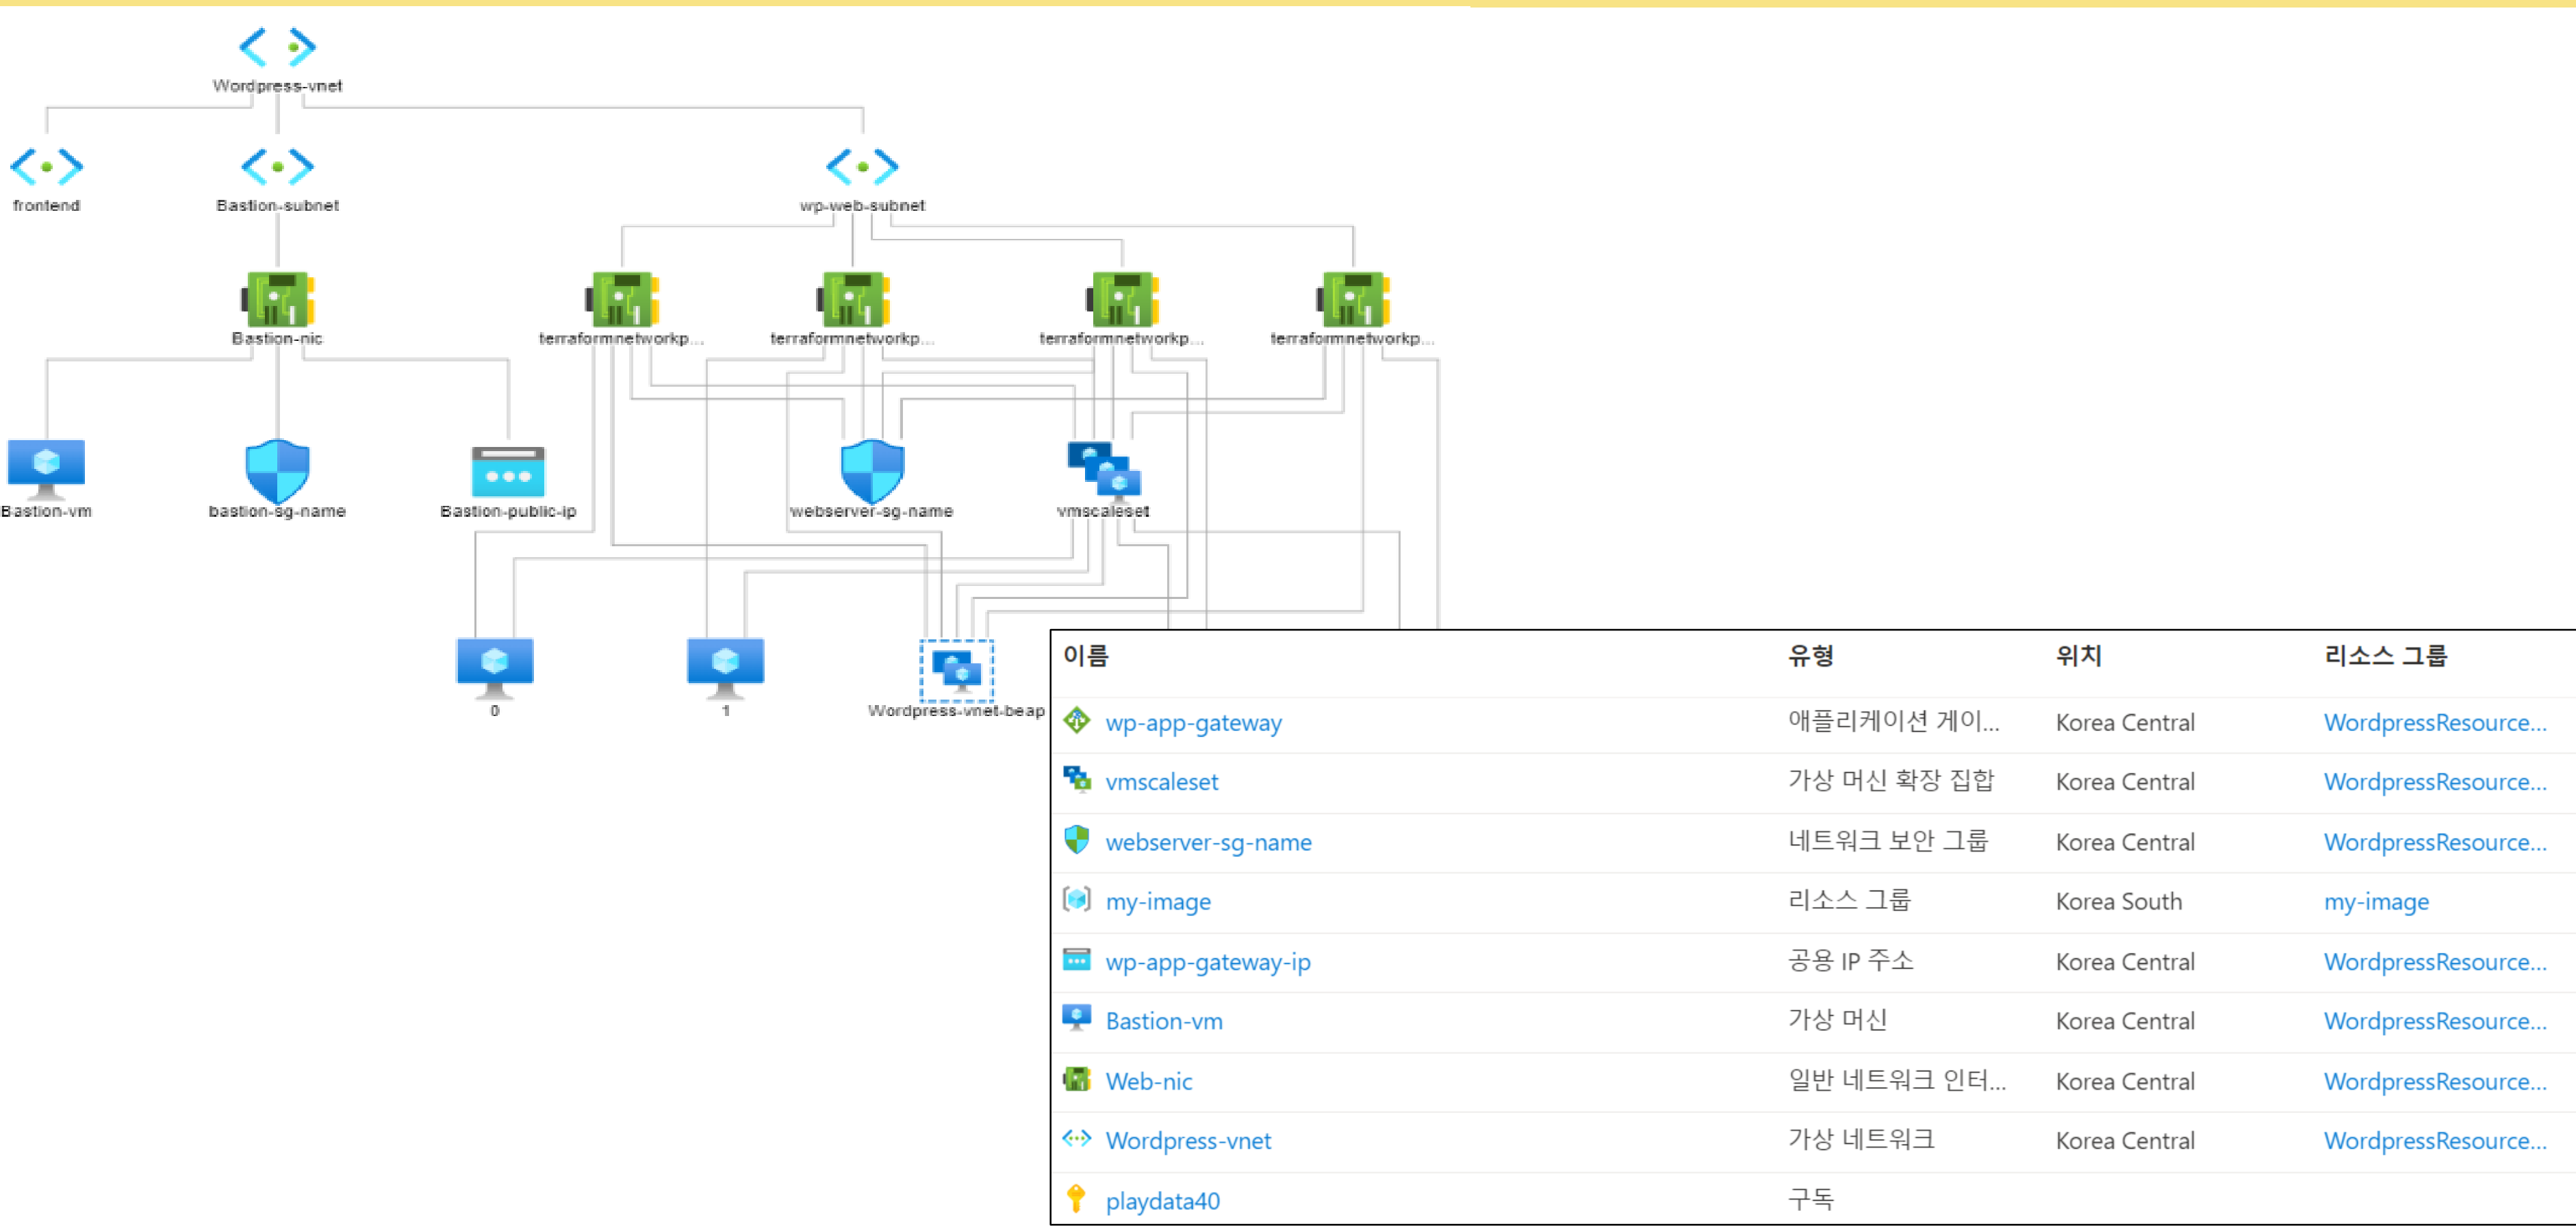 Wordpress-vnet
frontend
Bastion-subnet
wp-web-subnet
Bastion-nic
terraformnetworkp...
terraformnetworkp...
terraformnetworkp...
terraformnetworkp...
Bastion-vm
bastion-sg-name
Bastion-public-ip
webserver-sg-name
vmscaleset
0
1
Wordpress-vnet-beap
이름 유형 위치 리소스 그룹
wp-app-gateway 애플리케이션 게이... Korea Central WordpressResource...
vmscaleset 가상 머신 확장 집합 Korea Central WordpressResource...
webserver-sg-name 네트워크 보안 그룹 Korea Central WordpressResource...
my-image 리소스 그룹 Korea South my-image
wp-app-gateway-ip 공용 IP 주소 Korea Central WordpressResource...
Bastion-vm 가상 머신 Korea Central WordpressResource...
Web-nic 일반 네트워크 인터... Korea Central WordpressResource...
Wordpress-vnet 가상 네트워크 Korea Central WordpressResource...
playdata40 구독